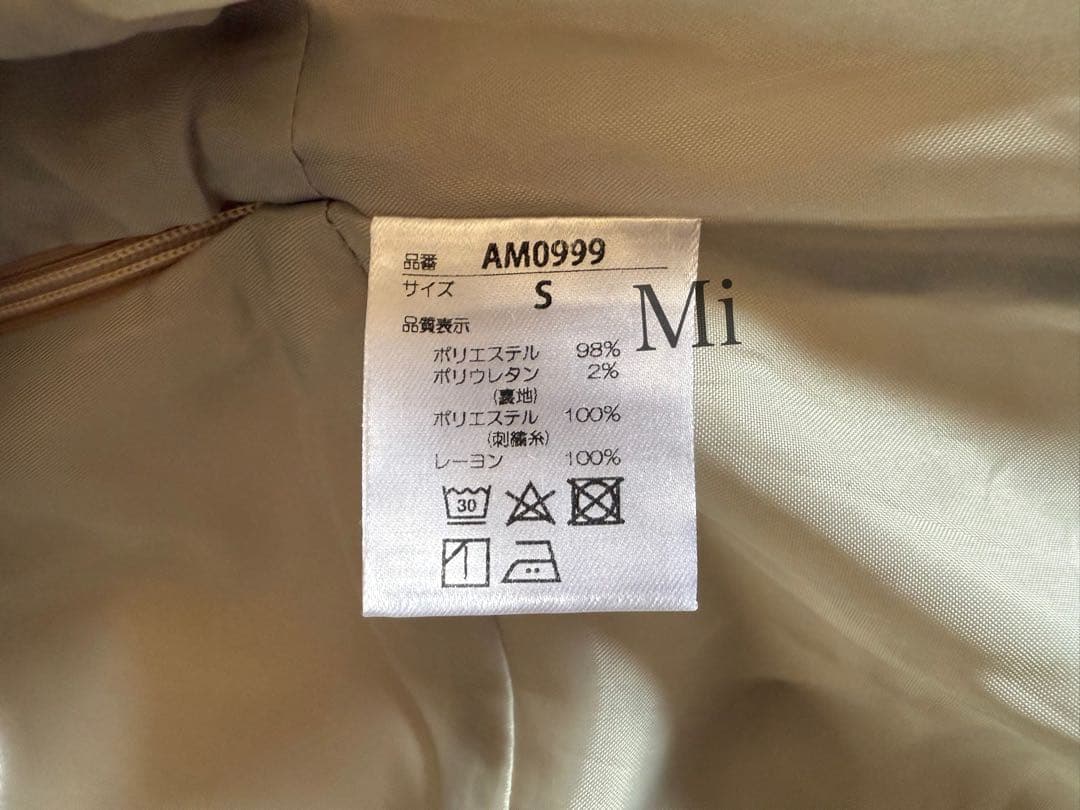 品番 AM0999
サイズ S
品質表示
ポリエステル 98%
ポリウレタン 2%
(裏地)
ポリエステル 100%
(刺繍糸)
レーヨン 100%
30
Mi